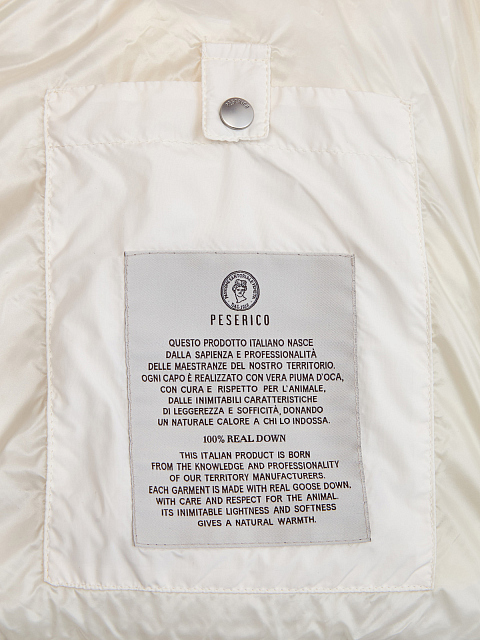 PESERICO
QUESTO PRODOTTO ITALIANO NASCE
DALLA SAPIENZA E PROFESSIONALITÀ
DELLE MAESTRANZE DEL NOSTRO TERRITORIO.
OGNI CAPO È REALIZZATO CON VERA PIUMA D'OCA,
CON CURA E RISPETTO PER L'ANIMALE,
DALLE INIMITABILI CARATTERISTICHE
DI LEGGEREZZA E SOFFICITÀ, DONANDO
UN NATURALE CALORE A CHI LO INDOSSA.
100% REAL DOWN
THIS ITALIAN PRODUCT IS BORN
FROM THE KNOWLEDGE AND PROFESSIONALITY
OF OUR TERRITORY MANUFACTURERS.
EACH GARMENT IS MADE WITH REAL GOOSE DOWN,
WITH CARE AND RESPECT FOR THE ANIMAL.
ITS INIMITABLE LIGHTNESS AND SOFTNESS
GIVES A NATURAL WARMTH.